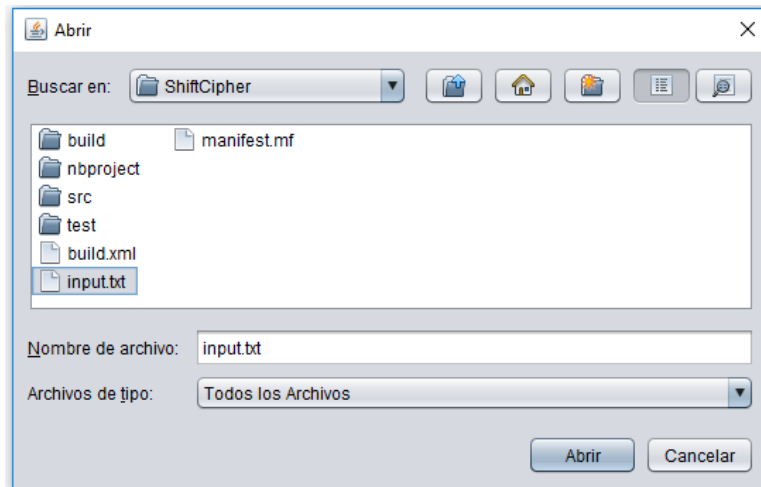 Abrir
Buscar en: ShiftCipher
build manifest.mf
nbproject
src
test
build.xml
input.txt
Nombre de archivo: input.txt
Archivos de tipo: Todos los Archivos
Abrir Cancelar